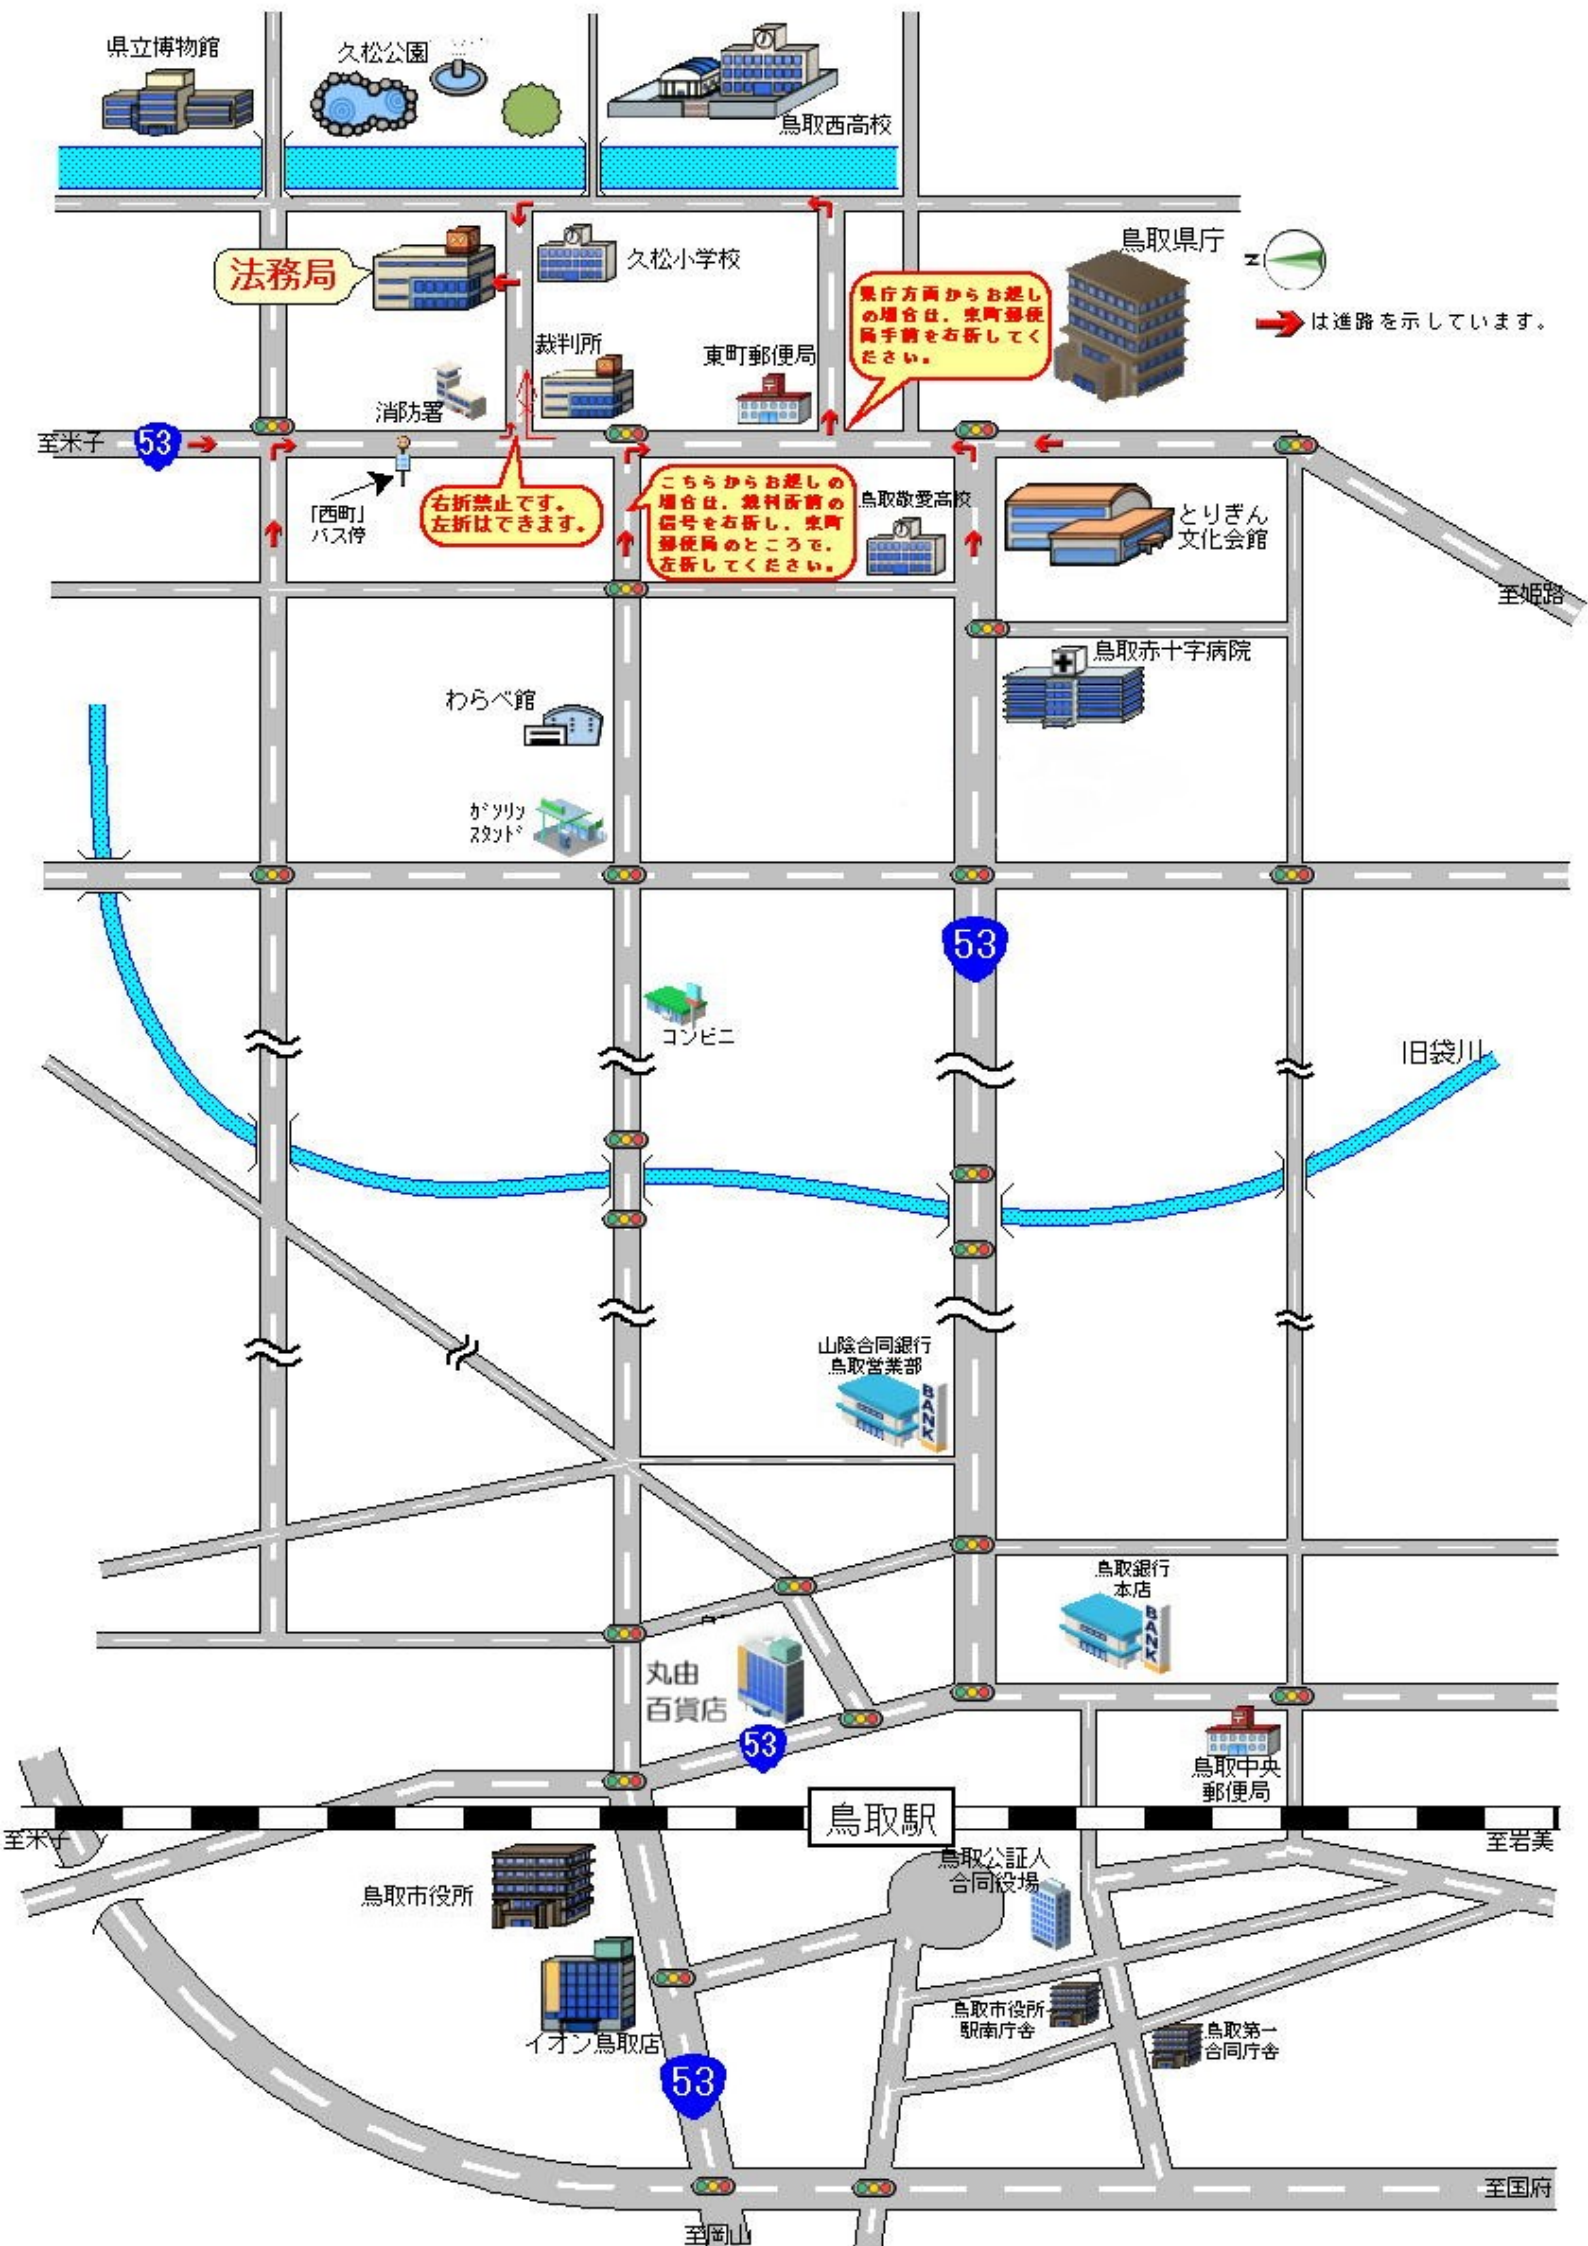 県立博物館
久松公園
鳥取西高校
法務局
久松小学校
鳥取県庁
N
は進路を示しています。
県庁方面からお越し
の場合は、東町郵便
局手前を右折してく
ださい。
裁判所
東町郵便局
消防署
至米子
53
「西町」
バス停
右折禁止です。
左折はできます。
こちらからお越しの
場合は、裁判所前の
信号を右折し、東町
郵便局のところで、
左折してください。
鳥取敬愛高校
とりぎん
文化会館
至姫路
鳥取赤十字病院
わらべ館
ｶﾞｿﾘﾝ
ｽﾀﾝﾄﾞ
53
コンビニ
旧袋川
山陰合同銀行
鳥取営業部
BANK
鳥取銀行
本店
BANK
丸由
百貨店
53
鳥取中央
郵便局
鳥取駅
至米子
至岩美
鳥取市役所
鳥取公証人
合同役場
イオン鳥取店
鳥取市役所
駅南庁舎
鳥取第一
合同庁舎
53
至国府
至岡山